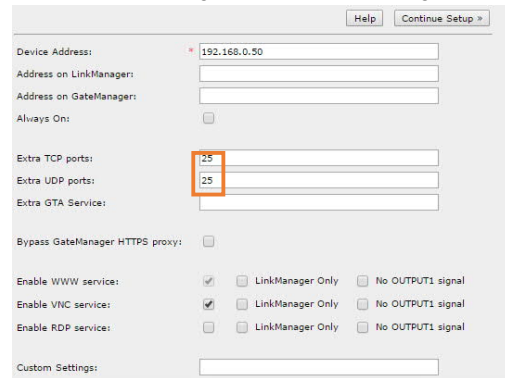 Help Continue Setup »
Device Address: * 192.168.0.50
Address on LinkManager:
Address on GateManager:
Always On:
Extra TCP ports: 25
Extra UDP ports: 25
Extra GTA Service:
Bypass GateManager HTTPS proxy:
Enable WWW service: LinkManager Only No OUTPUT1 signal
Enable VNC service: LinkManager Only No OUTPUT1 signal
Enable RDP service: LinkManager Only No OUTPUT1 signal
Custom Settings: